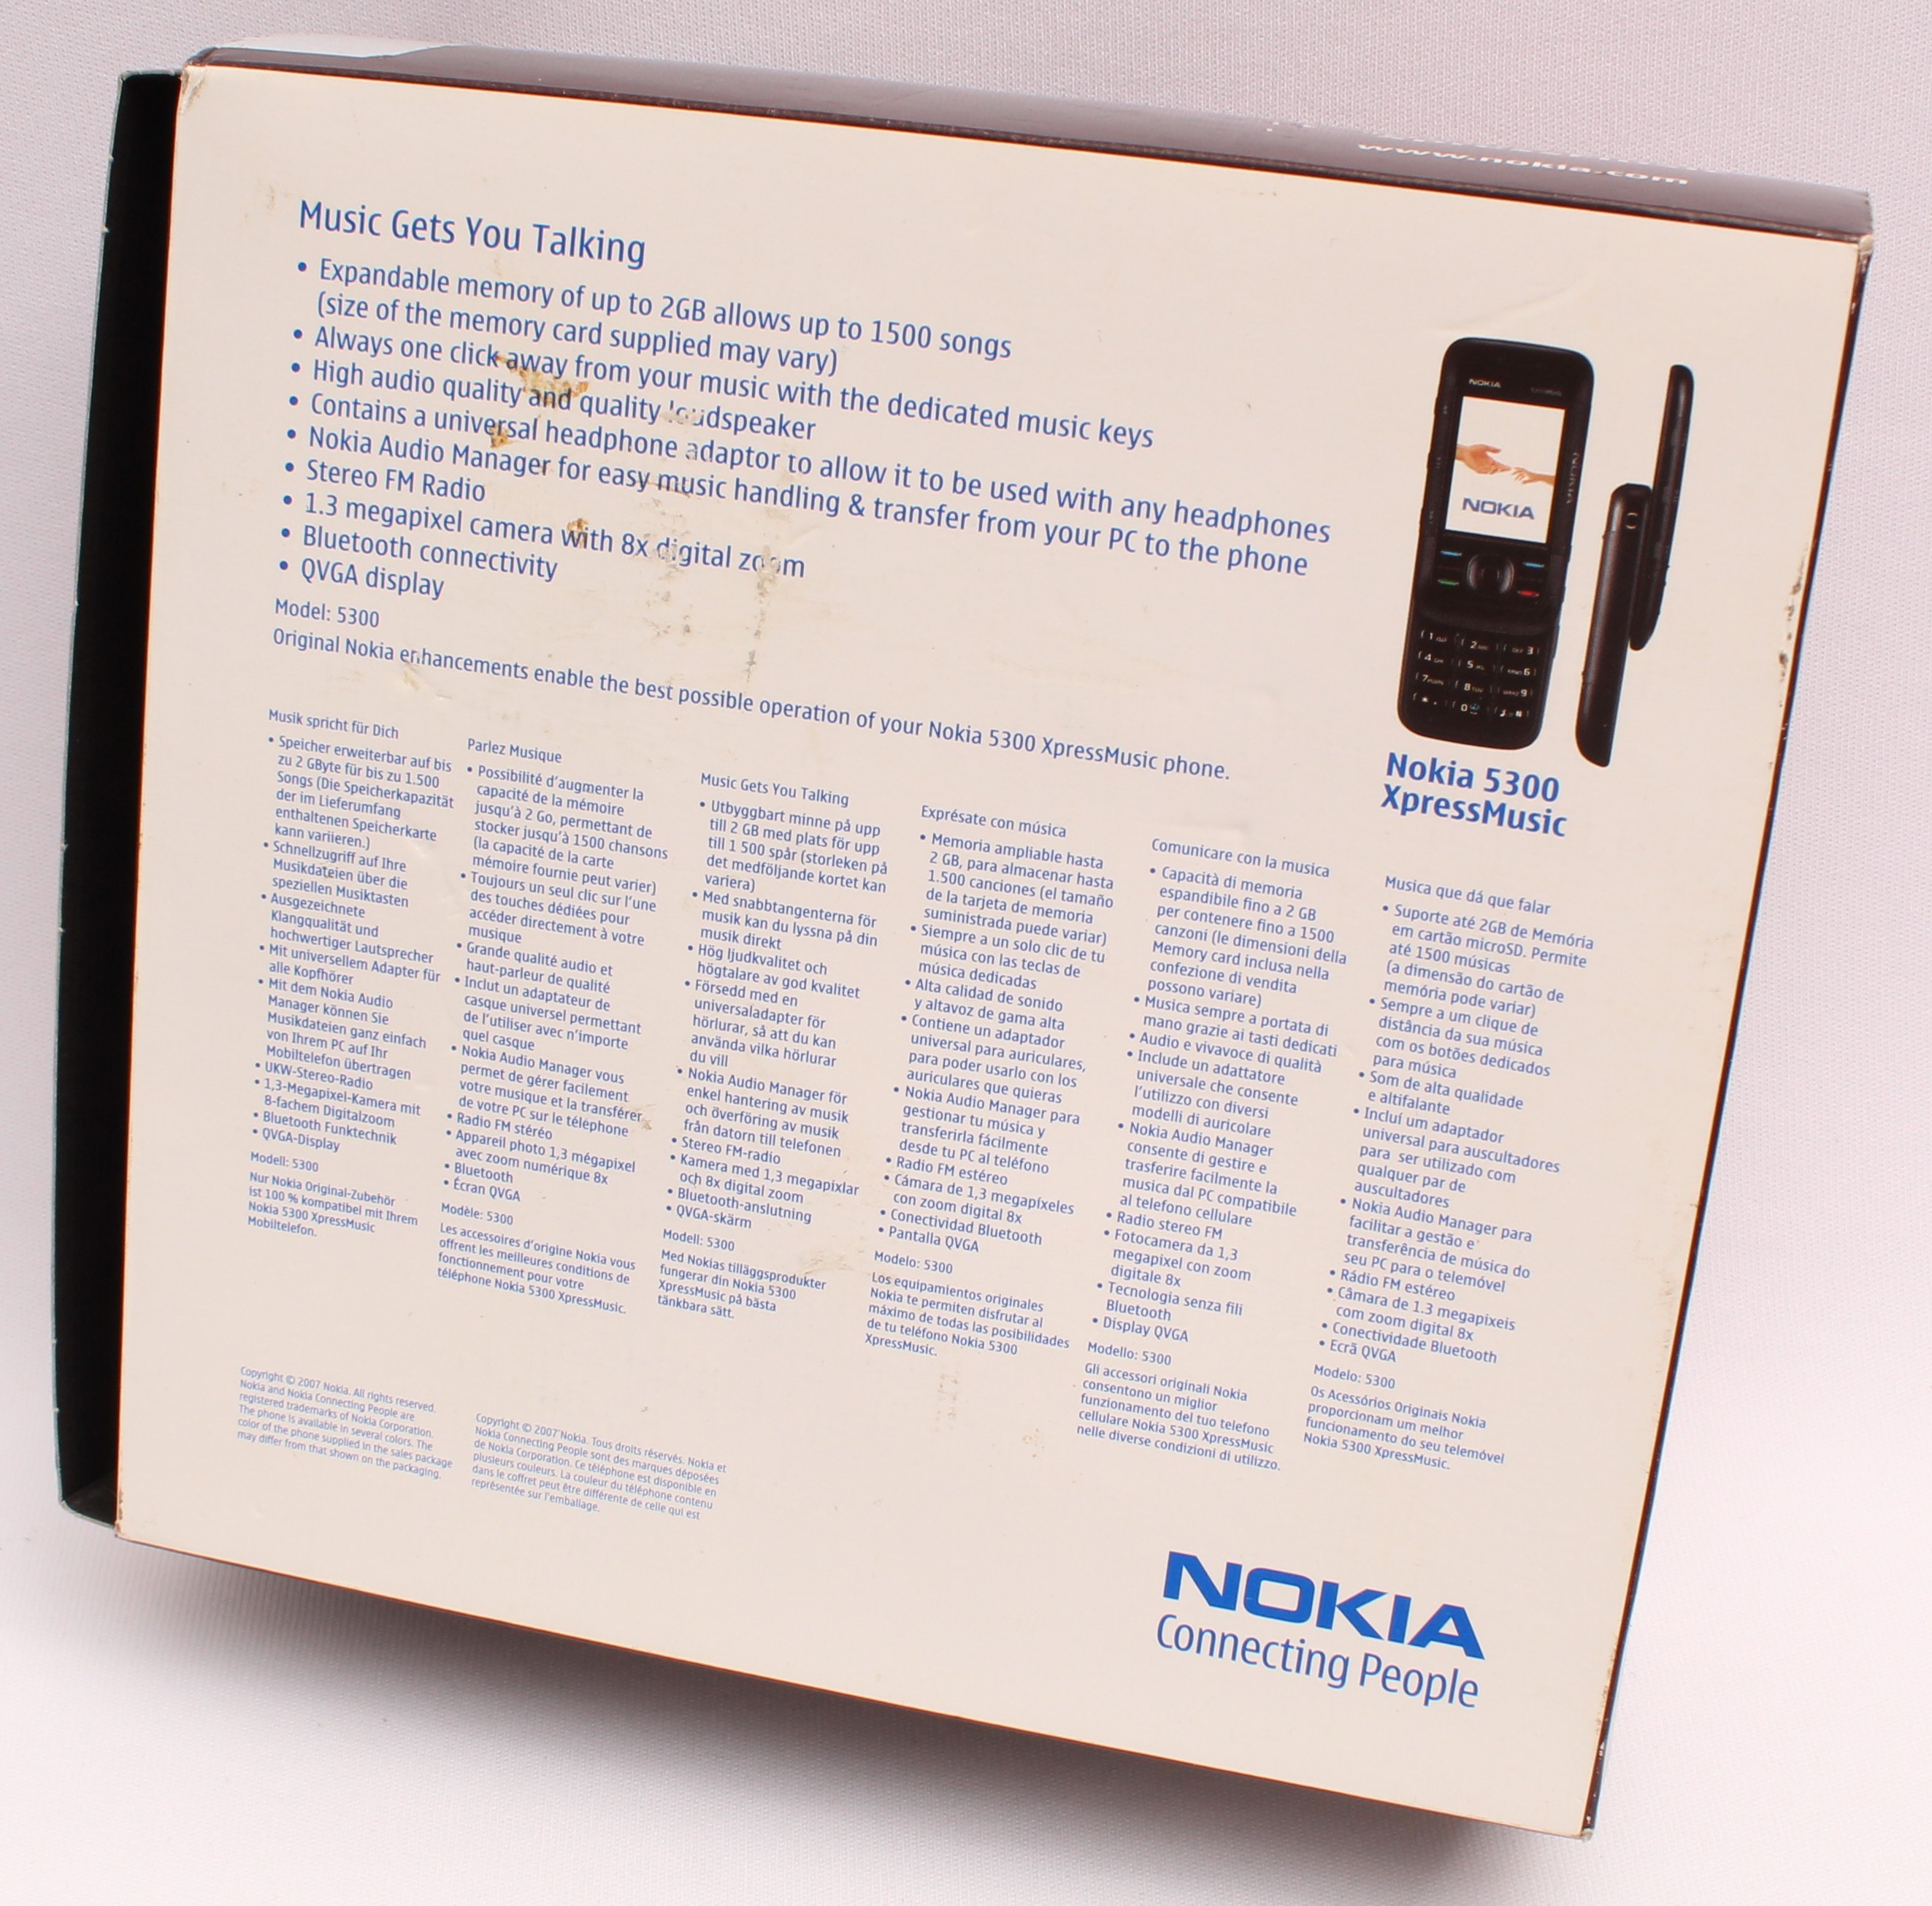 www.nokia.com
Music Gets You Talking
• Expandable memory of up to 2GB allows up to 1500 songs
(size of the memory card supplied may vary)
• Always one click away from your music with the dedicated music keys
• High audio quality and quality loudspeaker
• Contains a universal headphone adaptor to allow it to be used with any headphones
• Nokia Audio Manager for easy music handling & transfer from your PC to the phone
• Stereo FM Radio
• 1.3 megapixel camera with 8x digital zoom
• Bluetooth connectivity
• QVGA display
Model: 5300
Original Nokia enhancements enable the best possible operation of your Nokia 5300 XpressMusic phone.
NOKIA
NOKIA
NOKIA
Nokia 5300
XpressMusic
Musik spricht für Dich
• Speicher erweiterbar auf bis
zu 2 GByte für bis zu 1.500
Songs (Die Speicherkapazität
der im Lieferumfang
enthaltenen Speicherkarte
kann variieren.)
• Schnellzugriff auf Ihre
Musikdateien über die
speziellen Musiktasten
• Ausgezeichnete
Klangqualität und
hochwertiger Lautsprecher
• Mit universellem Adapter für
alle Kopfhörer
• Mit dem Nokia Audio
Manager können Sie
Musikdateien ganz einfach
von Ihrem PC auf Ihr
Mobiltelefon übertragen
• UKW-Stereo-Radio
• 1,3-Megapixel-Kamera mit
8-fachem Digitalzoom
• Bluetooth Funktechnik
• QVGA-Display
Modell: 5300
Nur Nokia Original-Zubehör
ist 100 % kompatibel mit Ihrem
Nokia 5300 XpressMusic
Mobiltelefon.
Parlez Musique
• Possibilité d'augmenter la
capacité de la mémoire
jusqu'à 2 Go, permettant de
stocker jusqu'à 1500 chansons
(la capacité de la carte
mémoire fournie peut varier)
• Toujours un seul clic sur l'une
des touches dédiées pour
accéder directement à votre
musique
• Grande qualité audio et
haut-parleur de qualité
• Inclut un adaptateur de
casque universel permettant
de l'utiliser avec n'importe
quel casque
• Nokia Audio Manager vous
permet de gérer facilement
votre musique et la transférer
de votre PC sur le téléphone
• Radio FM stéréo
• Appareil photo 1,3 mégapixel
avec zoom numérique 8x
• Bluetooth
• Écran QVGA
Modèle: 5300
Les accessoires d'origine Nokia vous
offrent les meilleures conditions de
fonctionnement pour votre
téléphone Nokia 5300 XpressMusic.
Music Gets You Talking
• Utbyggbart minne på upp
till 2 GB med plats för upp
till 1 500 spår (storleken på
det medföljande kortet kan
variera)
• Med snabbtangenterna för
musik kan du lyssna på din
musik direkt
• Hög ljudkvalitet och
högtalare av god kvalitet
• Försedd med en
universaladapter för
hörlurar, så att du kan
använda vilka hörlurar
du vill
• Nokia Audio Manager för
enkel hantering av musik
och överföring av musik
från datorn till telefonen
• Stereo FM-radio
• Kamera med 1,3 megapixlar
och 8x digital zoom
• Bluetooth-anslutning
• QVGA-skärm
Modell: 5300
Med Nokias tilläggsprodukter
fungerar din Nokia 5300
XpressMusic på bästa
tänkbara sätt.
Exprésate con música
• Memoria ampliable hasta
2 GB, para almacenar hasta
1.500 canciones (el tamaño
de la tarjeta de memoria
suministrada puede variar)
• Siempre a un solo clic de tu
música con las teclas de
música dedicadas
• Alta calidad de sonido
y altavoz de gama alta
• Contiene un adaptador
universal para auriculares,
para poder usarlo con los
auriculares que quieras
• Nokia Audio Manager para
gestionar tu música y
transferirla fácilmente
desde tu PC al teléfono
• Radio FM estéreo
• Cámara de 1,3 megapíxeles
con zoom digital 8x
• Conectividad Bluetooth
• Pantalla QVGA
Modelo: 5300
Los equipamientos originales
Nokia te permiten disfrutar al
máximo de todas las posibilidades
de tu teléfono Nokia 5300
XpressMusic.
Comunicare con la musica
• Capacità di memoria
espandibile fino a 2 GB
per contenere fino a 1500
canzoni (le dimensioni della
Memory card inclusa nella
confezione di vendita
possono variare)
• Musica sempre a portata di
mano grazie ai tasti dedicati
• Audio e vivavoce di qualità
• Include un adattatore
universale che consente
l'utilizzo con diversi
modelli di auricolare
• Nokia Audio Manager
consente di gestire e
trasferire facilmente la
musica dal PC compatibile
al telefono cellulare
• Radio stereo FM
• Fotocamera da 1,3
megapixel con zoom
digitale 8x
• Tecnologia senza fili
Bluetooth
• Display QVGA
Modello: 5300
Gli accessori originali Nokia
consentono un miglior
funzionamento del tuo telefono
cellulare Nokia 5300 XpressMusic
nelle diverse condizioni di utilizzo.
Musica que dá que falar
• Suporte até 2GB de Memória
em cartão microSD. Permite
até 1500 músicas
(a dimensão do cartão de
memória pode variar)
• Sempre a um clique de
distância da sua música
com os botões dedicados
para música
• Som de alta qualidade
e altifalante
• Incluí um adaptador
universal para auscultadores
para ser utilizado com
qualquer par de
auscultadores
• Nokia Audio Manager para
facilitar a gestão e
transferência de música do
seu PC para o telemóvel
• Rádio FM estéreo
• Câmara de 1.3 megapixeis
com zoom digital 8x
• Conectividade Bluetooth
• Ecrã QVGA
Modelo: 5300
Os Acessórios Originais Nokia
proporcionam um melhor
funcionamento do seu telemóvel
Nokia 5300 XpressMusic.
Copyright © 2007 Nokia. All rights reserved.
Nokia and Nokia Connecting People are
registered trademarks of Nokia Corporation.
The phone is available in several colors. The
color of the phone supplied in the sales package
may differ from that shown on the packaging.
Copyright © 2007 Nokia. Tous droits réservés. Nokia et
Nokia Connecting People sont des marques déposées
de Nokia Corporation. Ce téléphone est disponible en
plusieurs couleurs. La couleur du téléphone contenu
dans le coffret peut être différente de celle qui est
représentée sur l'emballage.
NOKIA
Connecting People